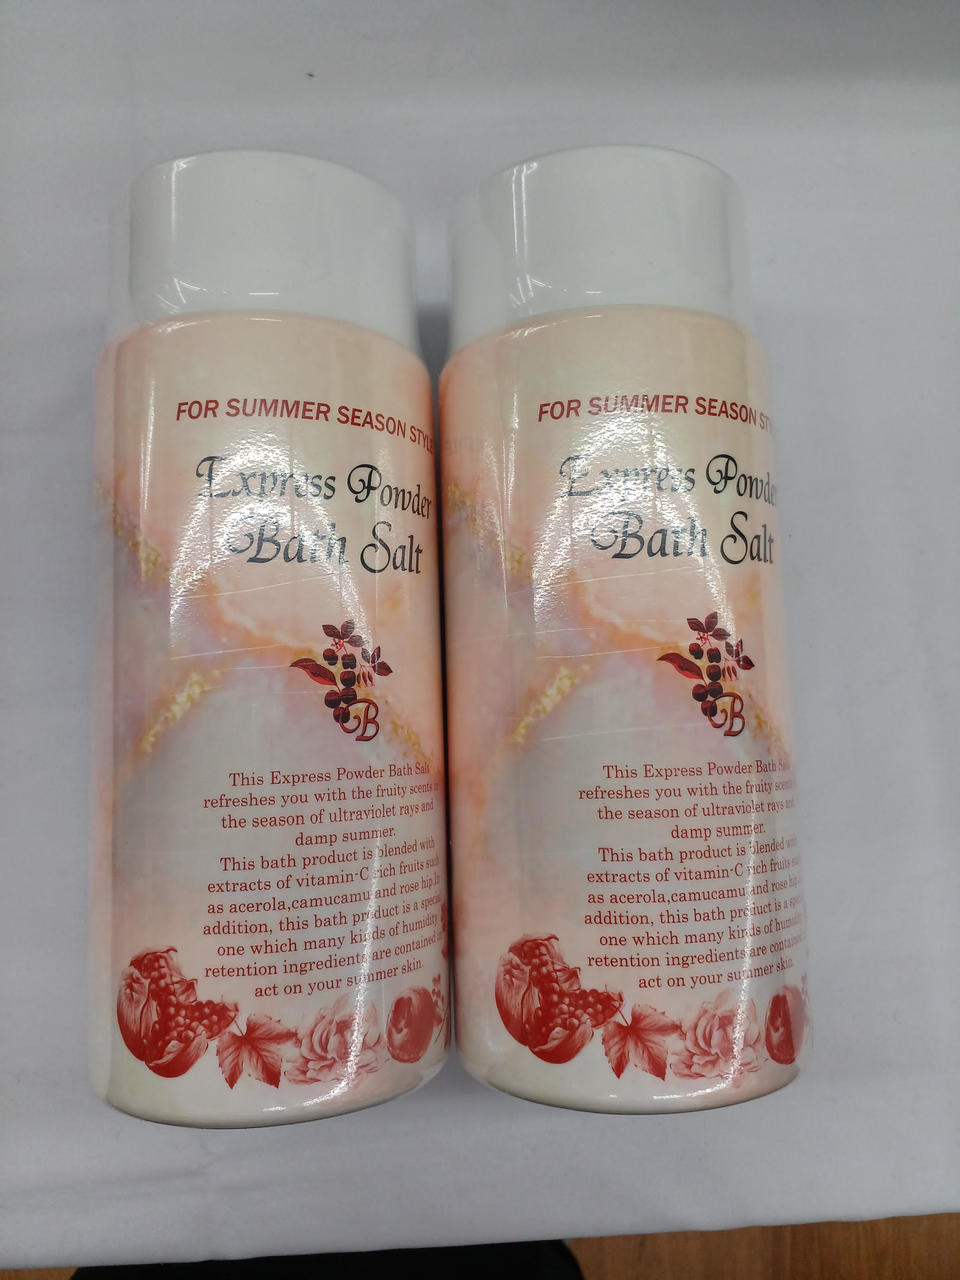 FOR SUMMER SEASON STYLE
Express Powder
Bath Salt
B
This Express Powder Bath Salt
refreshes you with the fruity scents
the season of ultraviolet rays and
damp summer.
This bath product is blended with
extracts of vitamin-C rich fruits such
as acerola,camucamu and rose hip.In
addition, this bath product is a special
one which many kinds of humidity
retention ingredients are contained
act on your summer skin.
FOR SUMMER SEASON
Express Powder
Bath Salt
B
This Express Powder Bath
refreshes you with the fruity scents
the season of ultraviolet rays and
damp summer.
This bath product is blended with
extracts of vitamin-C rich fruits
as acerola,camucamu and rose hip.
addition, this bath product is a
one which many kinds of humidity
retention ingredients are contained
act on your summer skin.